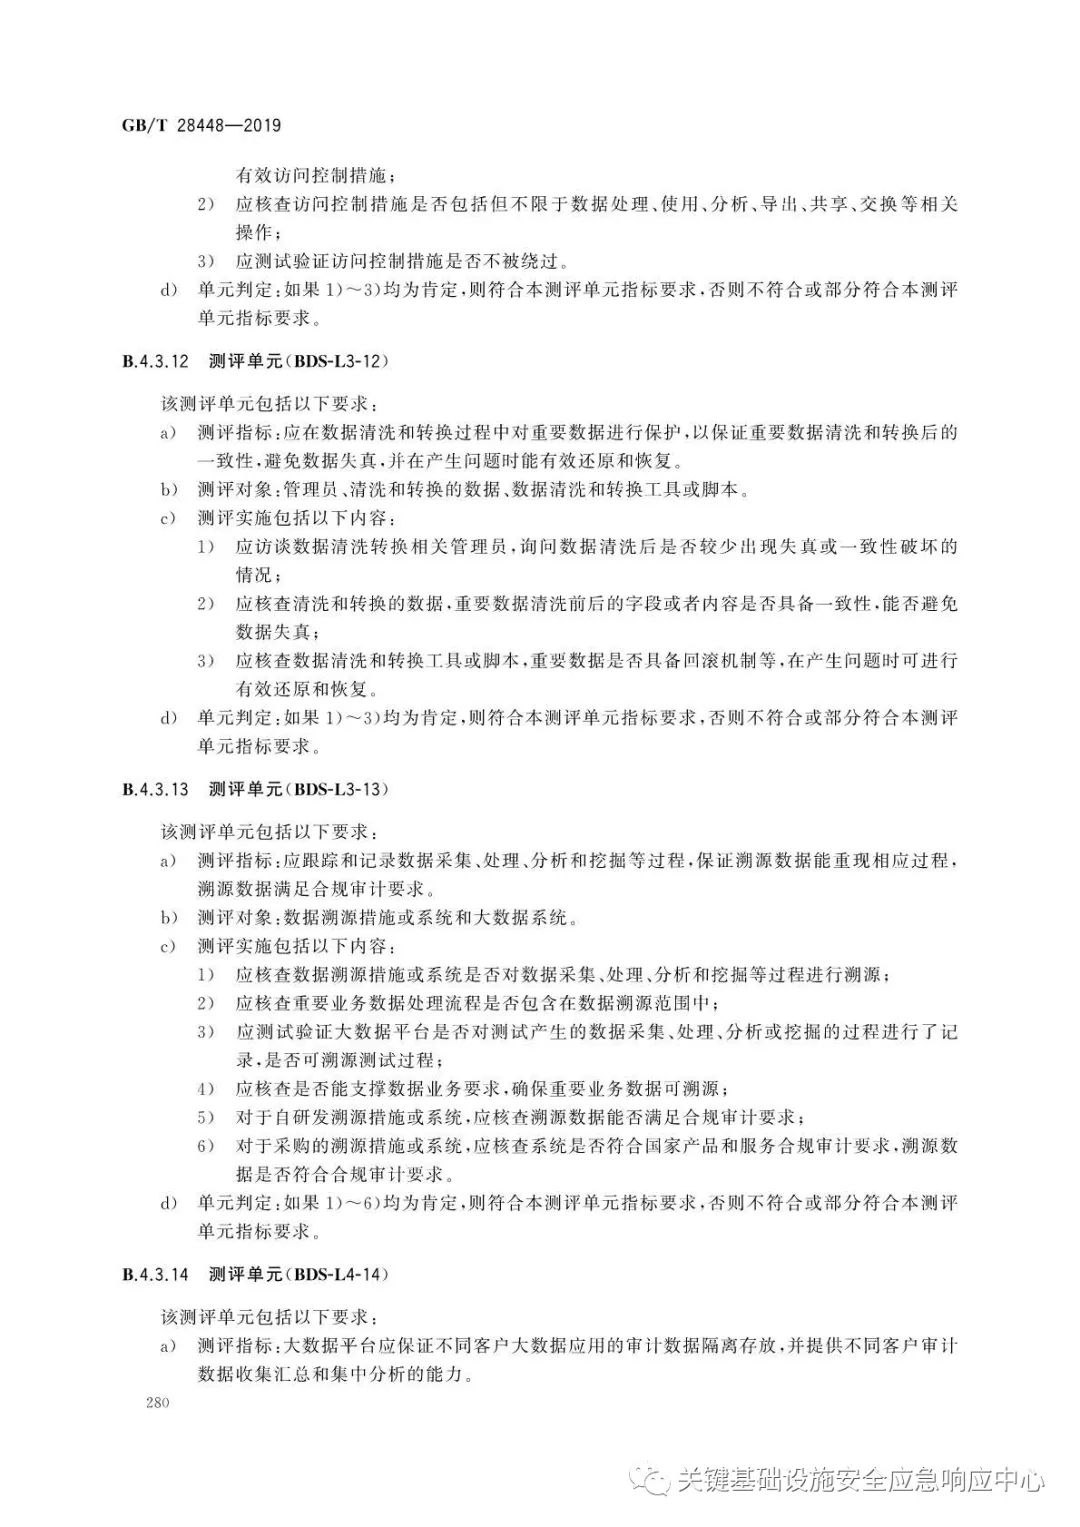 GB/T 28448—2019
有效访问控制措施；
2） 应核查访问控制措施是否包括但不限于数据处理、使用、分析、导出、共享、交换等相关
操作；
3） 应测试验证访问控制措施是否不被绕过。
d） 单元判定：如果 1）～3）均为肯定，则符合本测评单元指标要求，否则不符合或部分符合本测评
单元指标要求。
B.4.3.12 测评单元（BDS-L3-12）
该测评单元包括以下要求：
a） 测评指标：应在数据清洗和转换过程中对重要数据进行保护，以保证重要数据清洗和转换后的
一致性，避免数据失真，并在产生问题时能有效还原和恢复。
b） 测评对象：管理员、清洗和转换的数据、数据清洗和转换工具或脚本。
c） 测评实施包括以下内容：
1） 应访谈数据清洗转换相关管理员，询问数据清洗后是否较少出现失真或一致性破坏的
情况；
2） 应核查清洗和转换的数据，重要数据清洗前后的字段或者内容是否具备一致性，能否避免
数据失真；
3） 应核查数据清洗和转换工具或脚本，重要数据是否具备回滚机制等，在产生问题时可进行
有效还原和恢复。
d） 单元判定：如果 1）～3）均为肯定，则符合本测评单元指标要求，否则不符合或部分符合本测评
单元指标要求。
B.4.3.13 测评单元（BDS-L3-13）
该测评单元包括以下要求：
a） 测评指标：应跟踪和记录数据采集、处理、分析和挖掘等过程，保证溯源数据能重现相应过程，
溯源数据满足合规审计要求。
b） 测评对象：数据溯源措施或系统和大数据系统。
c） 测评实施包括以下内容：
1） 应核查数据溯源措施或系统是否对数据采集、处理、分析和挖掘等过程进行溯源；
2） 应核查重要业务数据处理流程是否包含在数据溯源范围中；
3） 应测试验证大数据平台是否对测试产生的数据采集、处理、分析或挖掘的过程进行了记
录，是否可溯源测试过程；
4） 应核查是否能支撑数据业务要求，确保重要业务数据可溯源；
5） 对于自研发溯源措施或系统，应核查溯源数据能否满足合规审计要求；
6） 对于采购的溯源措施或系统，应核查系统是否符合国家产品和服务合规审计要求，溯源数
据是否符合合规审计要求。
d） 单元判定：如果 1）～6）均为肯定，则符合本测评单元指标要求，否则不符合或部分符合本测评
单元指标要求。
B.4.3.14 测评单元（BDS-L4-14）
该测评单元包括以下要求：
a） 测评指标：大数据平台应保证不同客户大数据应用的审计数据隔离存放，并提供不同客户审计
数据收集汇总和集中分析的能力。
280
关键基础设施安全应急响应中心